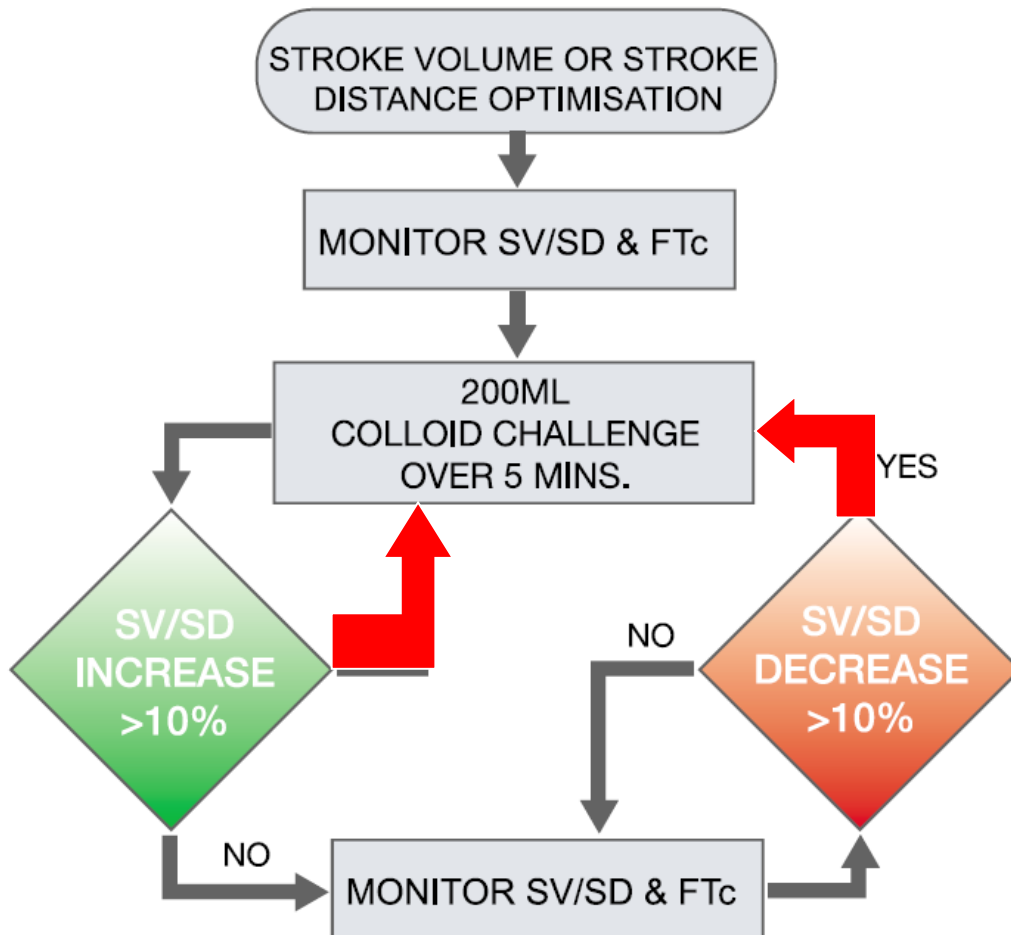 STROKE VOLUME OR STROKE
DISTANCE OPTIMISATION
MONITOR SV/SD & FTc
200ML
COLLOID CHALLENGE
OVER 5 MINS.
YES
SV/SD
INCREASE
>10%
NO
SV/SD
DECREASE
>10%
NO
MONITOR SV/SD & FTc